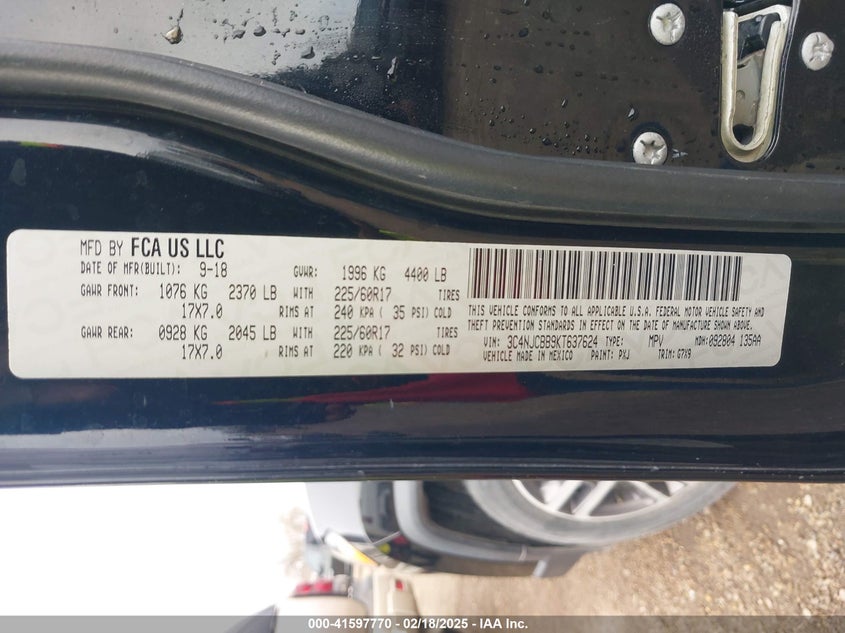 MFD BY FCA US LLC
DATE OF MFR(BUILT): 9-18 GVWR: 1996 KG 4400 LB
GAWR FRONT: 1076 KG 2370 LB WITH 225/60R17 TIRES
17X7.0 RIMS AT 240 KPA ( 35 PSI) COLD
GAWR REAR: 0928 KG 2045 LB WITH 225/60R17 TIRES
17X7.0 RIMS AT 220 KPA ( 32 PSI) COLD
THIS VEHICLE CONFORMS TO ALL APPLICABLE U.S.A. FEDERAL MOTOR VEHICLE SAFETY AND
THEFT PREVENTION STANDARDS IN EFFECT ON THE DATE OF MANUFACTURE SHOWN ABOVE.
VIN: 3C4NJCBB9KT637624 TYPE: MPV MDH:092804 135AA
VEHICLE MADE IN MEXICO PAINT: PXJ TRIM: G7X9
000-41597770 - 02/18/2025 - IAA Inc.